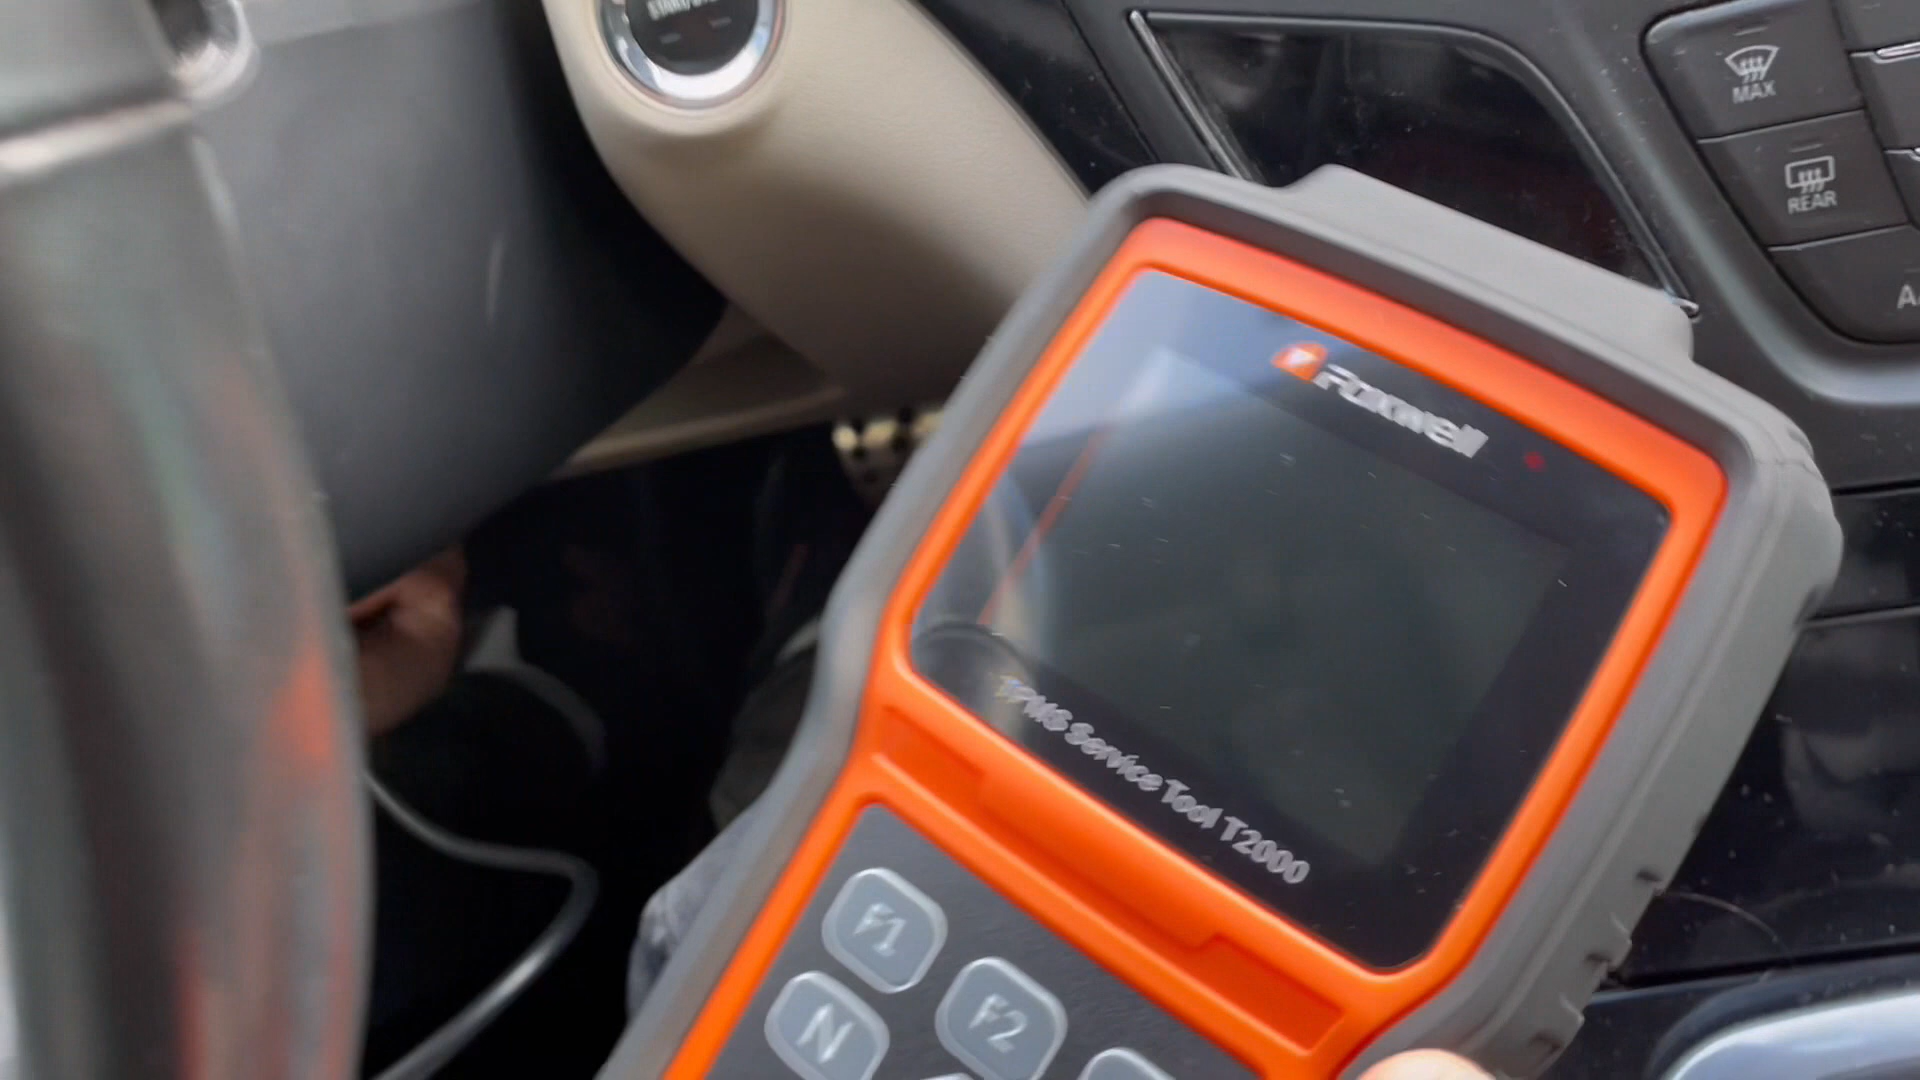 MAX
REAR
Foxwell
TPMS Service Tool T2000
F1
F2
N